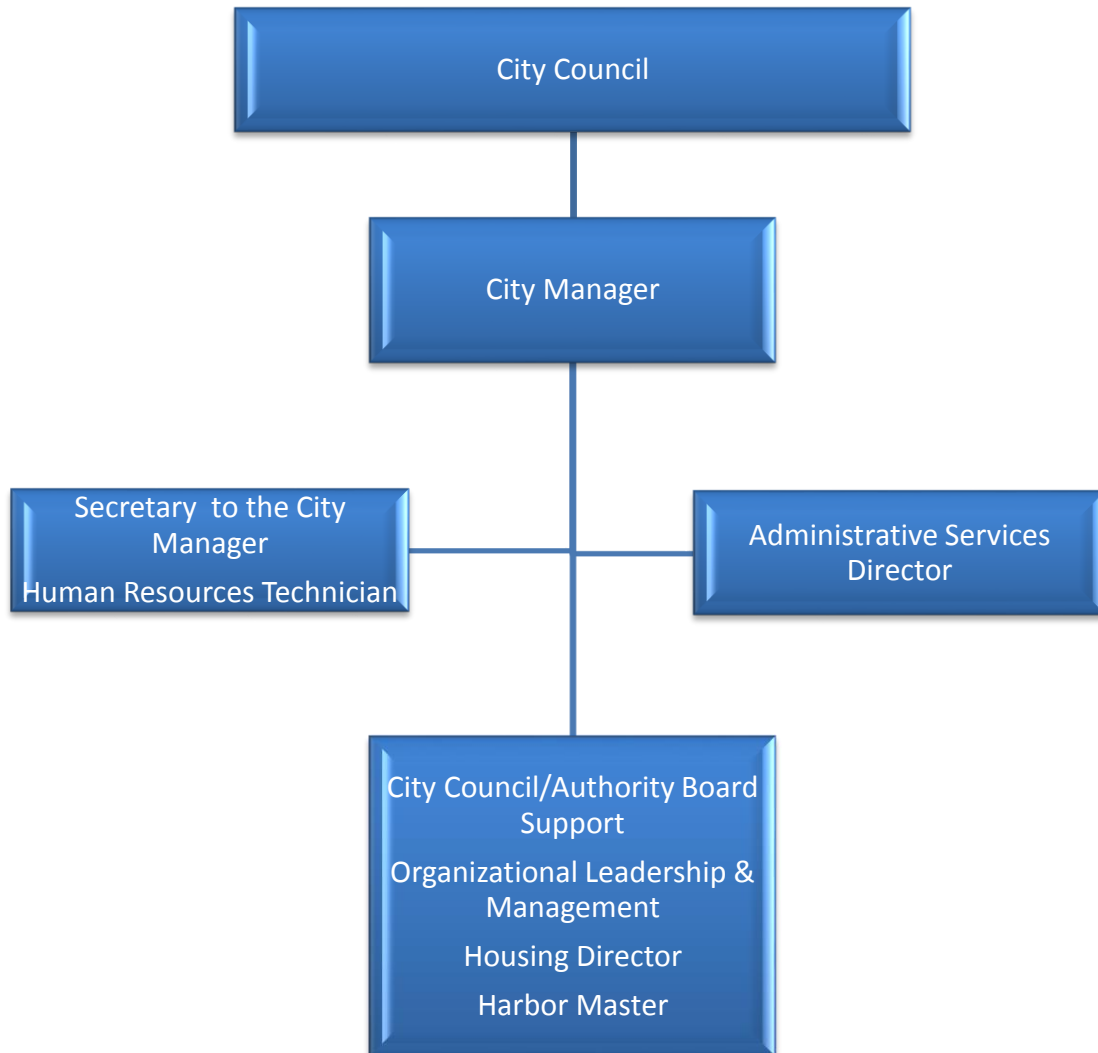 City Council
City Manager
Secretary  to the City
Manager
Human Resources Technician
Administrative Services
Director
City Council/Authority Board
Support
Organizational Leadership &
Management
Housing Director
Harbor Master